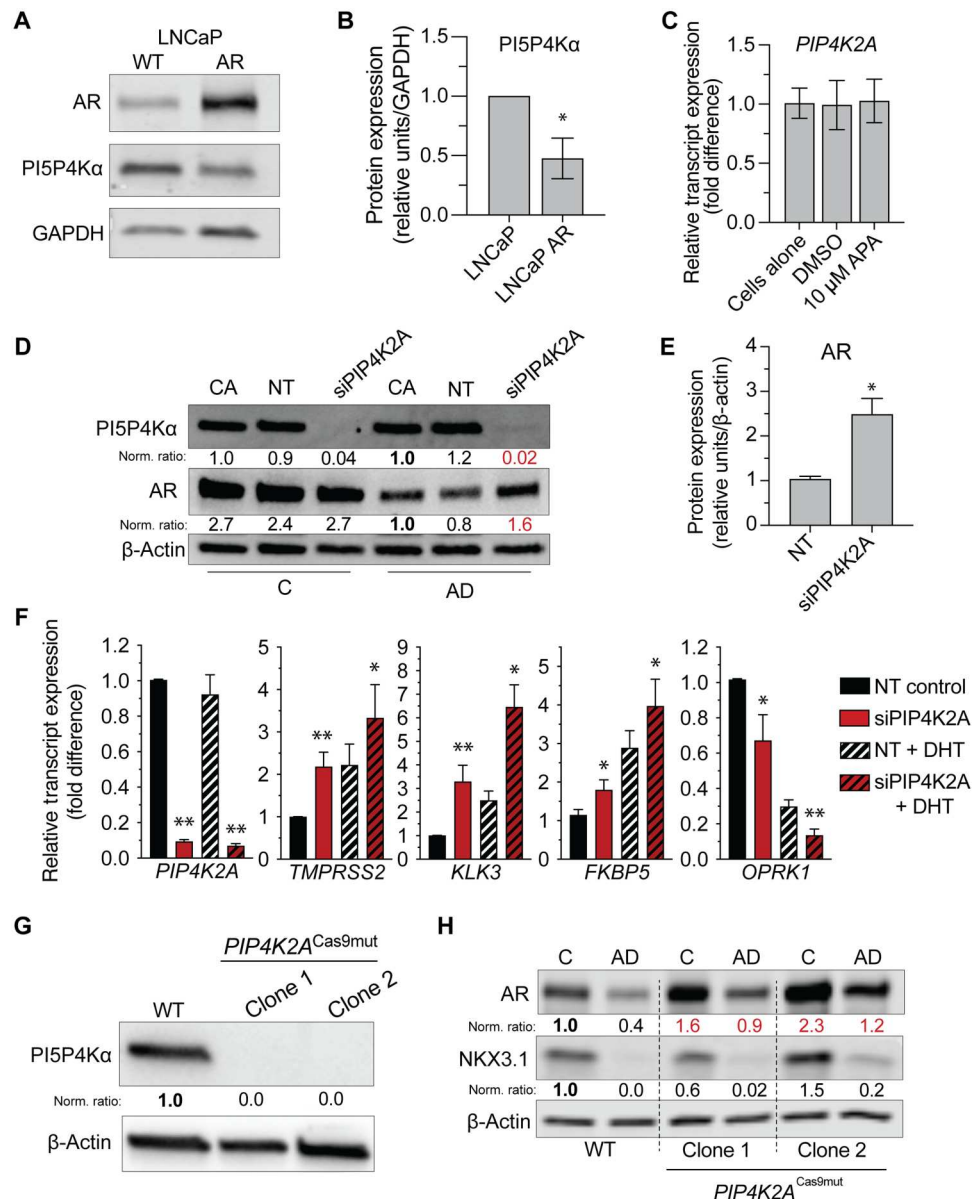 A
LNCaP
WT AR
AR
PI5P4Kα
GAPDH
B
PI5P4Kα
Protein expression
(relative units/GAPDH)
1.5
1.0
0.5
0.0
*
LNCaP
LNCaP AR
C
PIP4K2A
Relative transcript expression
(fold difference)
1.5
1.0
0.5
0.0
Cells alone
DMSO
10 µM APA
D
CA NT siPIP4K2A CA NT siPIP4K2A
PI5P4Kα
Norm. ratio: 1.0 0.9 0.04 1.0 1.2 0.02
AR
Norm. ratio: 2.7 2.4 2.7 1.0 0.8 1.6
β-Actin
C AD
E
AR
Protein expression
(relative units/β-actin)
4
3
2
1
0
*
NT
siPIP4K2A
F
Relative transcript expression
(fold difference)
1.2
1.0
0.8
0.6
0.4
0.2
0.0
** **
PIP4K2A
5
4
3
2
1
0
** *
TMPRSS2
9
8
7
6
5
4
3
2
1
0
** *
KLK3
5
4
3
2
1
0
* *
FKBP5
1.2
1.0
0.8
0.6
0.4
0.2
0.0
* **
OPRK1
NT control
siPIP4K2A
NT + DHT
siPIP4K2A
+ DHT
G
PIP4K2A Cas9mut
WT Clone 1 Clone 2
PI5P4Kα
Norm. ratio: 1.0 0.0 0.0
β-Actin
H
C AD C AD C AD
AR
Norm. ratio: 1.0 0.4 1.6 0.9 2.3 1.2
NKX3.1
Norm. ratio: 1.0 0.0 0.6 0.02 1.5 0.2
β-Actin
WT Clone 1 Clone 2
PIP4K2A Cas9mut